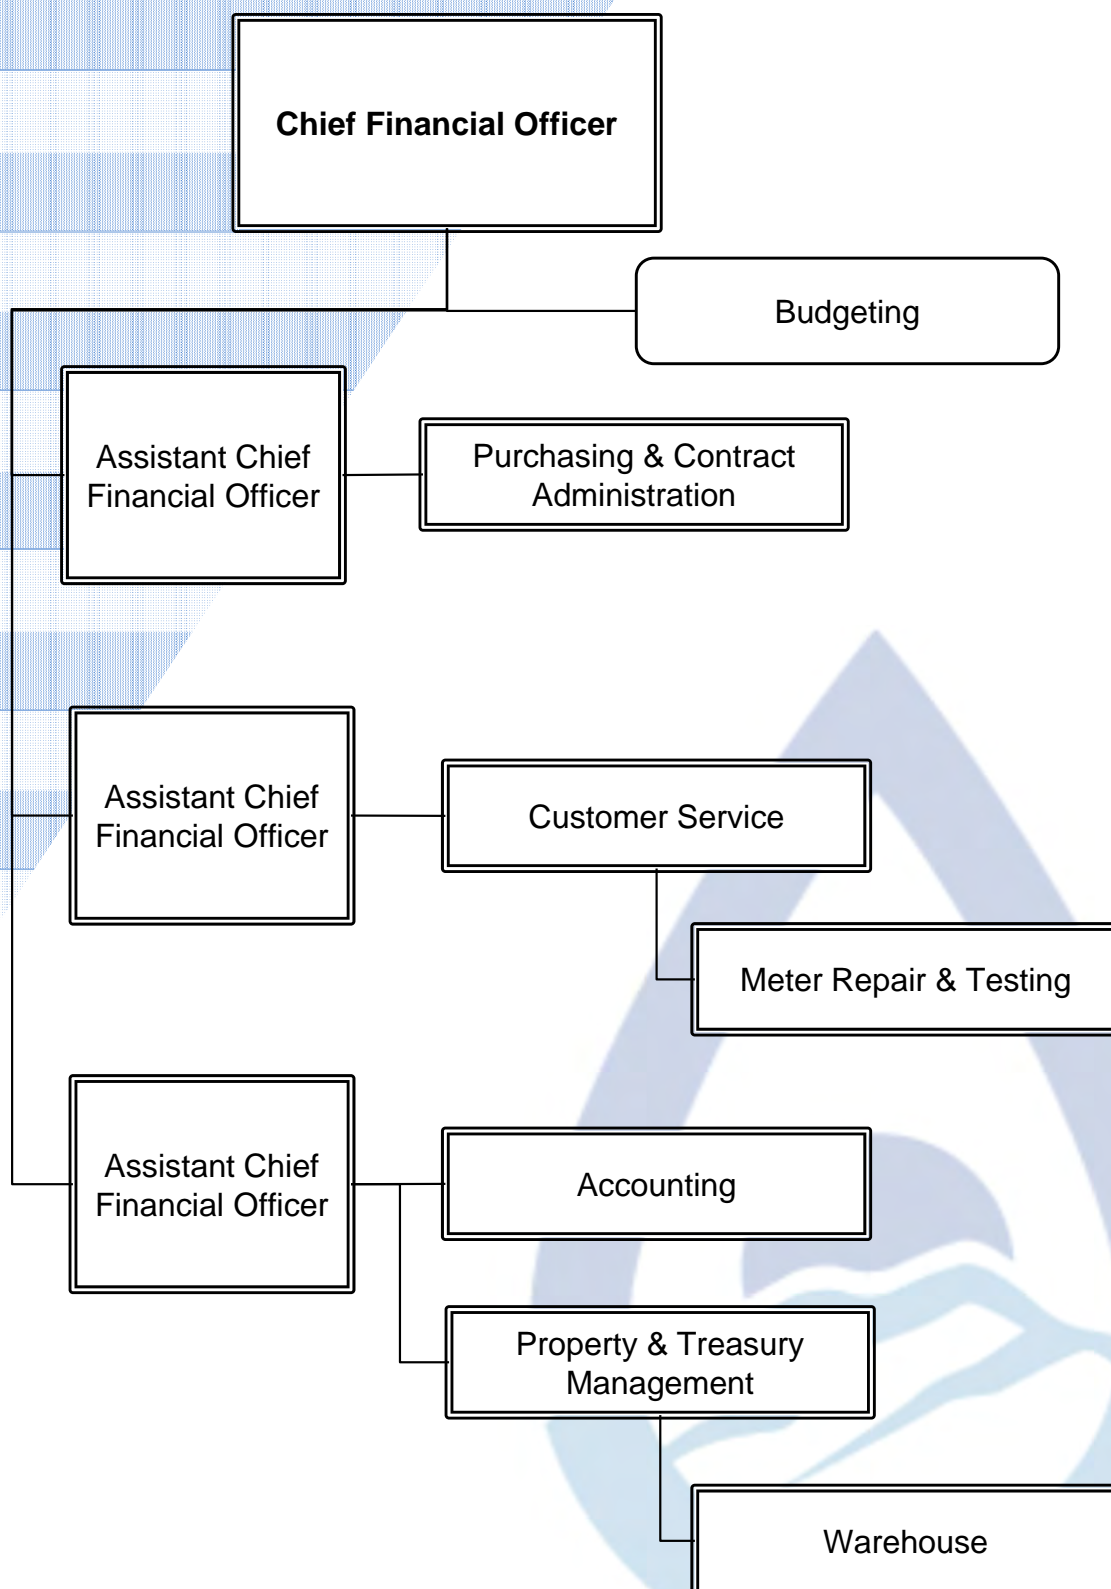 Chief Financial Officer
Budgeting
Assistant Chief
Financial Officer
Purchasing & Contract
Administration
Assistant Chief
Financial Officer
Customer Service
Meter Repair & Testing
Assistant Chief
Financial Officer
Accounting
Property & Treasury
Management
Warehouse